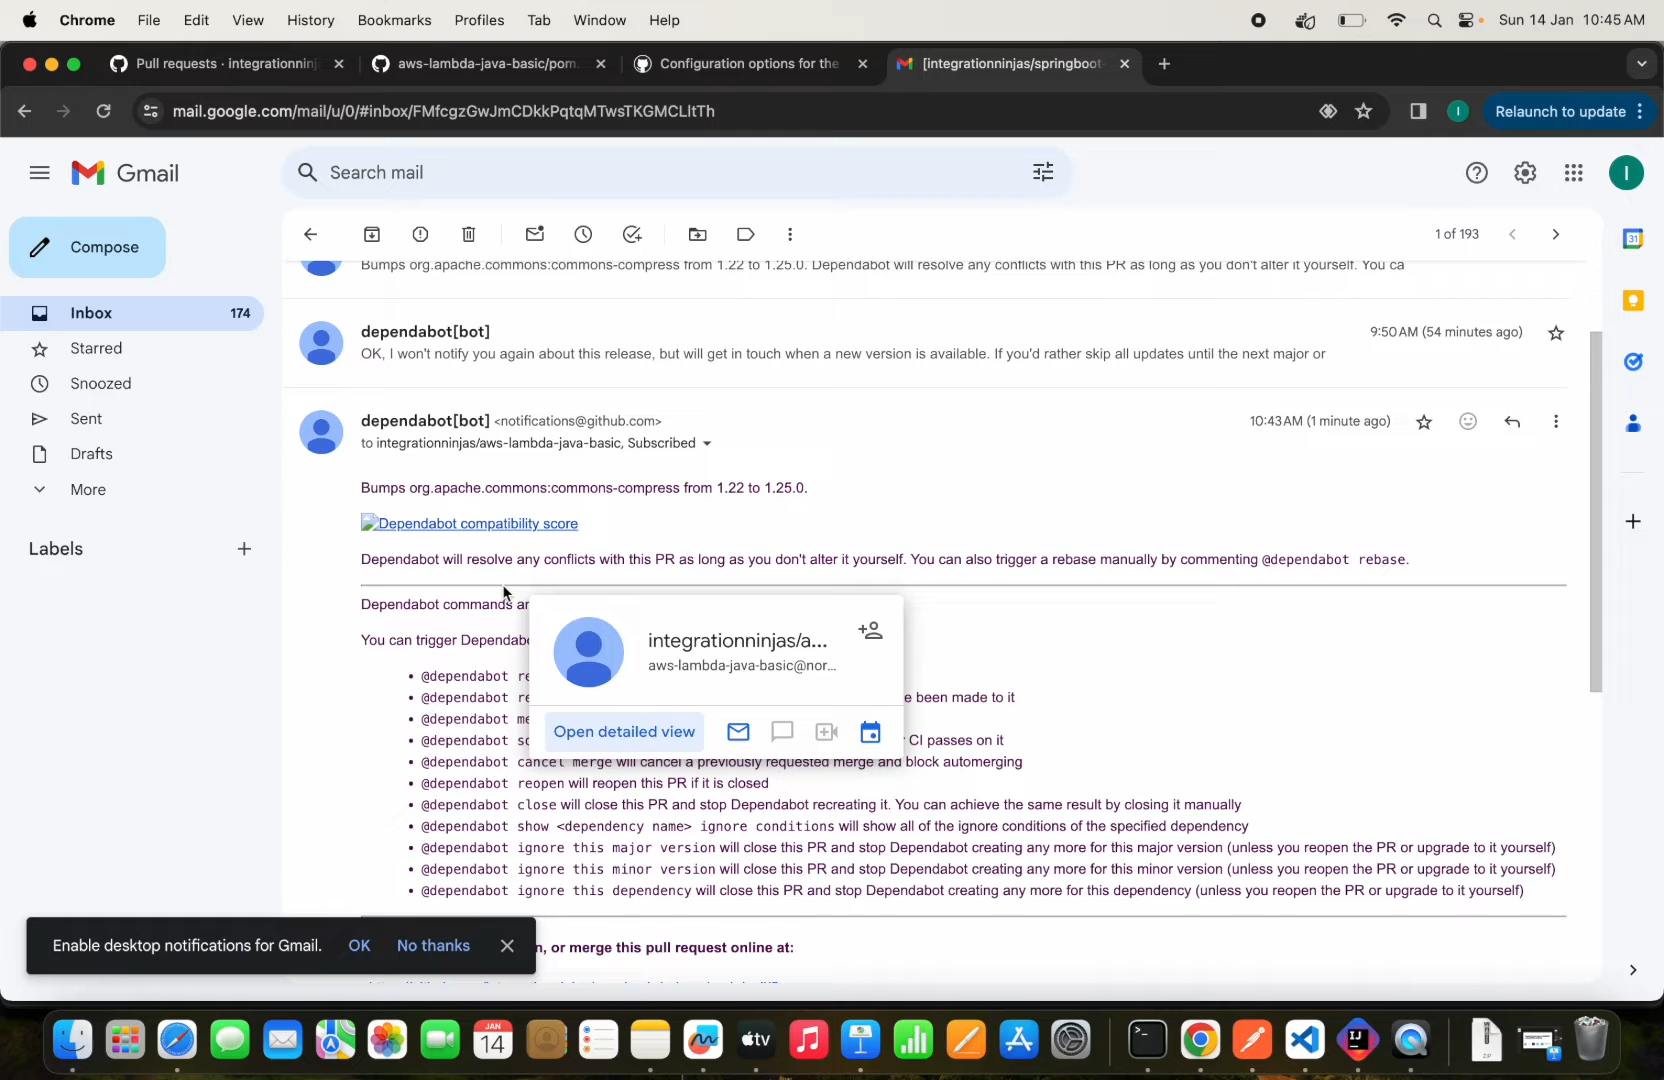 Chrome File Edit View History Bookmarks Profiles Tab Window Help Sun 14 Jan 10:45 AM
Pull requests · integrationnin aws-lambda-java-basic/pom. Configuration options for the [integrationninjas/springboot-
mail.google.com/mail/u/0/#inbox/FMfcgzGwJmCDkkPqtqMTwsTKGMCLltTh I Relaunch to update
Gmail
Search mail
I
Compose
1 of 193
31
Bumps org.apache.commons:commons-compress from 1.22 to 1.25.0. Dependabot will resolve any conflicts with this PR as long as you don't alter it yourself. You ca
Inbox 174
Starred
Snoozed
Sent
Drafts
More
Labels
dependabot[bot] 9:50 AM (54 minutes ago)
OK, I won't notify you again about this release, but will get in touch when a new version is available. If you'd rather skip all updates until the next major or
dependabot[bot] <notifications@github.com> 10:43 AM (1 minute ago)
to integrationninjas/aws-lambda-java-basic, Subscribed
Bumps org.apache.commons:commons-compress from 1.22 to 1.25.0.
Dependabot compatibility score
Dependabot will resolve any conflicts with this PR as long as you don't alter it yourself. You can also trigger a rebase manually by commenting @dependabot rebase.
Dependabot commands ar
You can trigger Dependabo
integrationninjas/a...
aws-lambda-java-basic@nor...
Open detailed view
• @dependabot re
• @dependabot re e been made to it
• @dependabot me
• @dependabot sq CI passes on it
• @dependabot cancel merge will cancel a previously requested merge and block automerging
• @dependabot reopen will reopen this PR if it is closed
• @dependabot close will close this PR and stop Dependabot recreating it. You can achieve the same result by closing it manually
• @dependabot show <dependency name> ignore conditions will show all of the ignore conditions of the specified dependency
• @dependabot ignore this major version will close this PR and stop Dependabot creating any more for this major version (unless you reopen the PR or upgrade to it yourself)
• @dependabot ignore this minor version will close this PR and stop Dependabot creating any more for this minor version (unless you reopen the PR or upgrade to it yourself)
• @dependabot ignore this dependency will close this PR and stop Dependabot creating any more for this dependency (unless you reopen the PR or upgrade to it yourself)
Enable desktop notifications for Gmail. OK No thanks
n, or merge this pull request online at:
JAN
14
tv
IJ
ZIP